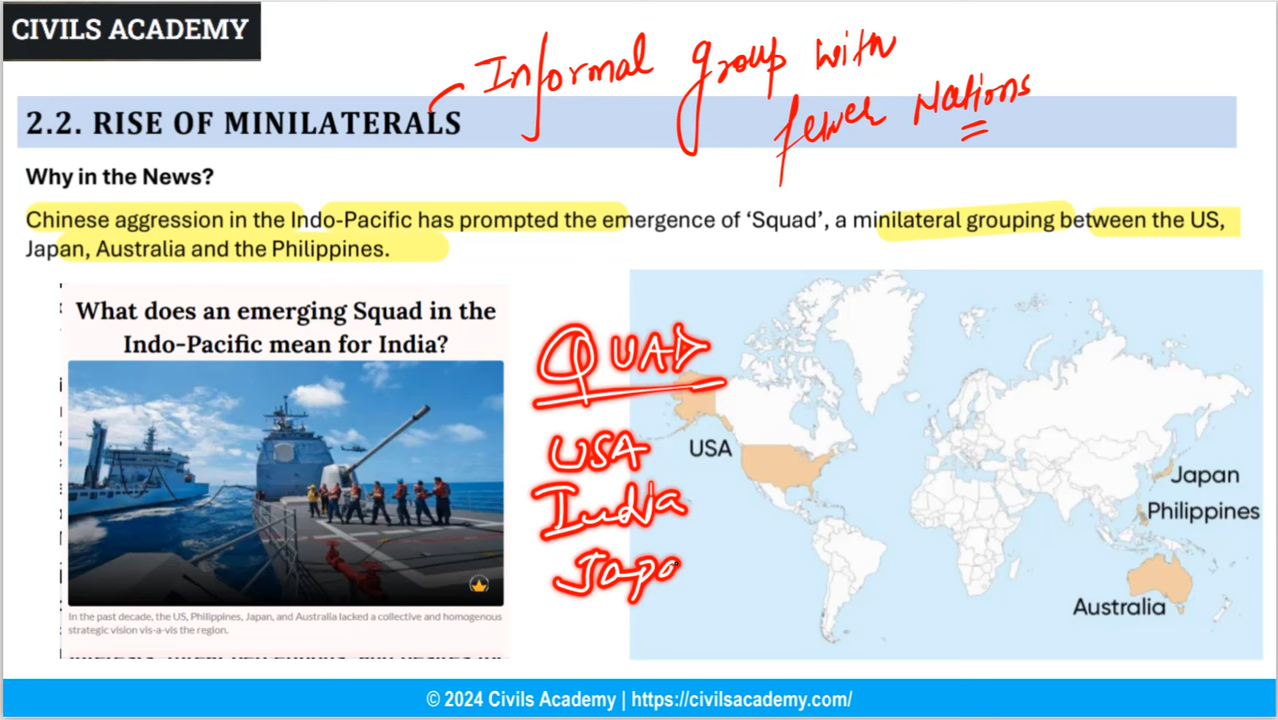 CIVILS ACADEMY
Informal group with
fewer Nations
2.2. RISE OF MINILATERALS
Why in the News?
Chinese aggression in the Indo-Pacific has prompted the emergence of ‘Squad’, a minilateral grouping between the US,
Japan, Australia and the Philippines.
What does an emerging Squad in the
Indo-Pacific mean for India?
In the past decade, the US, Philippines, Japan, and Australia lacked a collective and homogenous
strategic vision vis-a-vis the region.
QUAD
USA
India
Japa
USA
Japan
Philippines
Australia
© 2024 Civils Academy | https://civilsacademy.com/